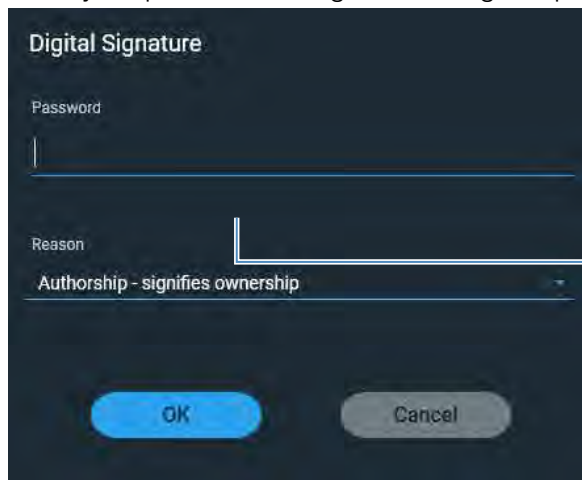 Digital Signature
Password
Reason
Authorship - signifies ownership
OK
Cancel